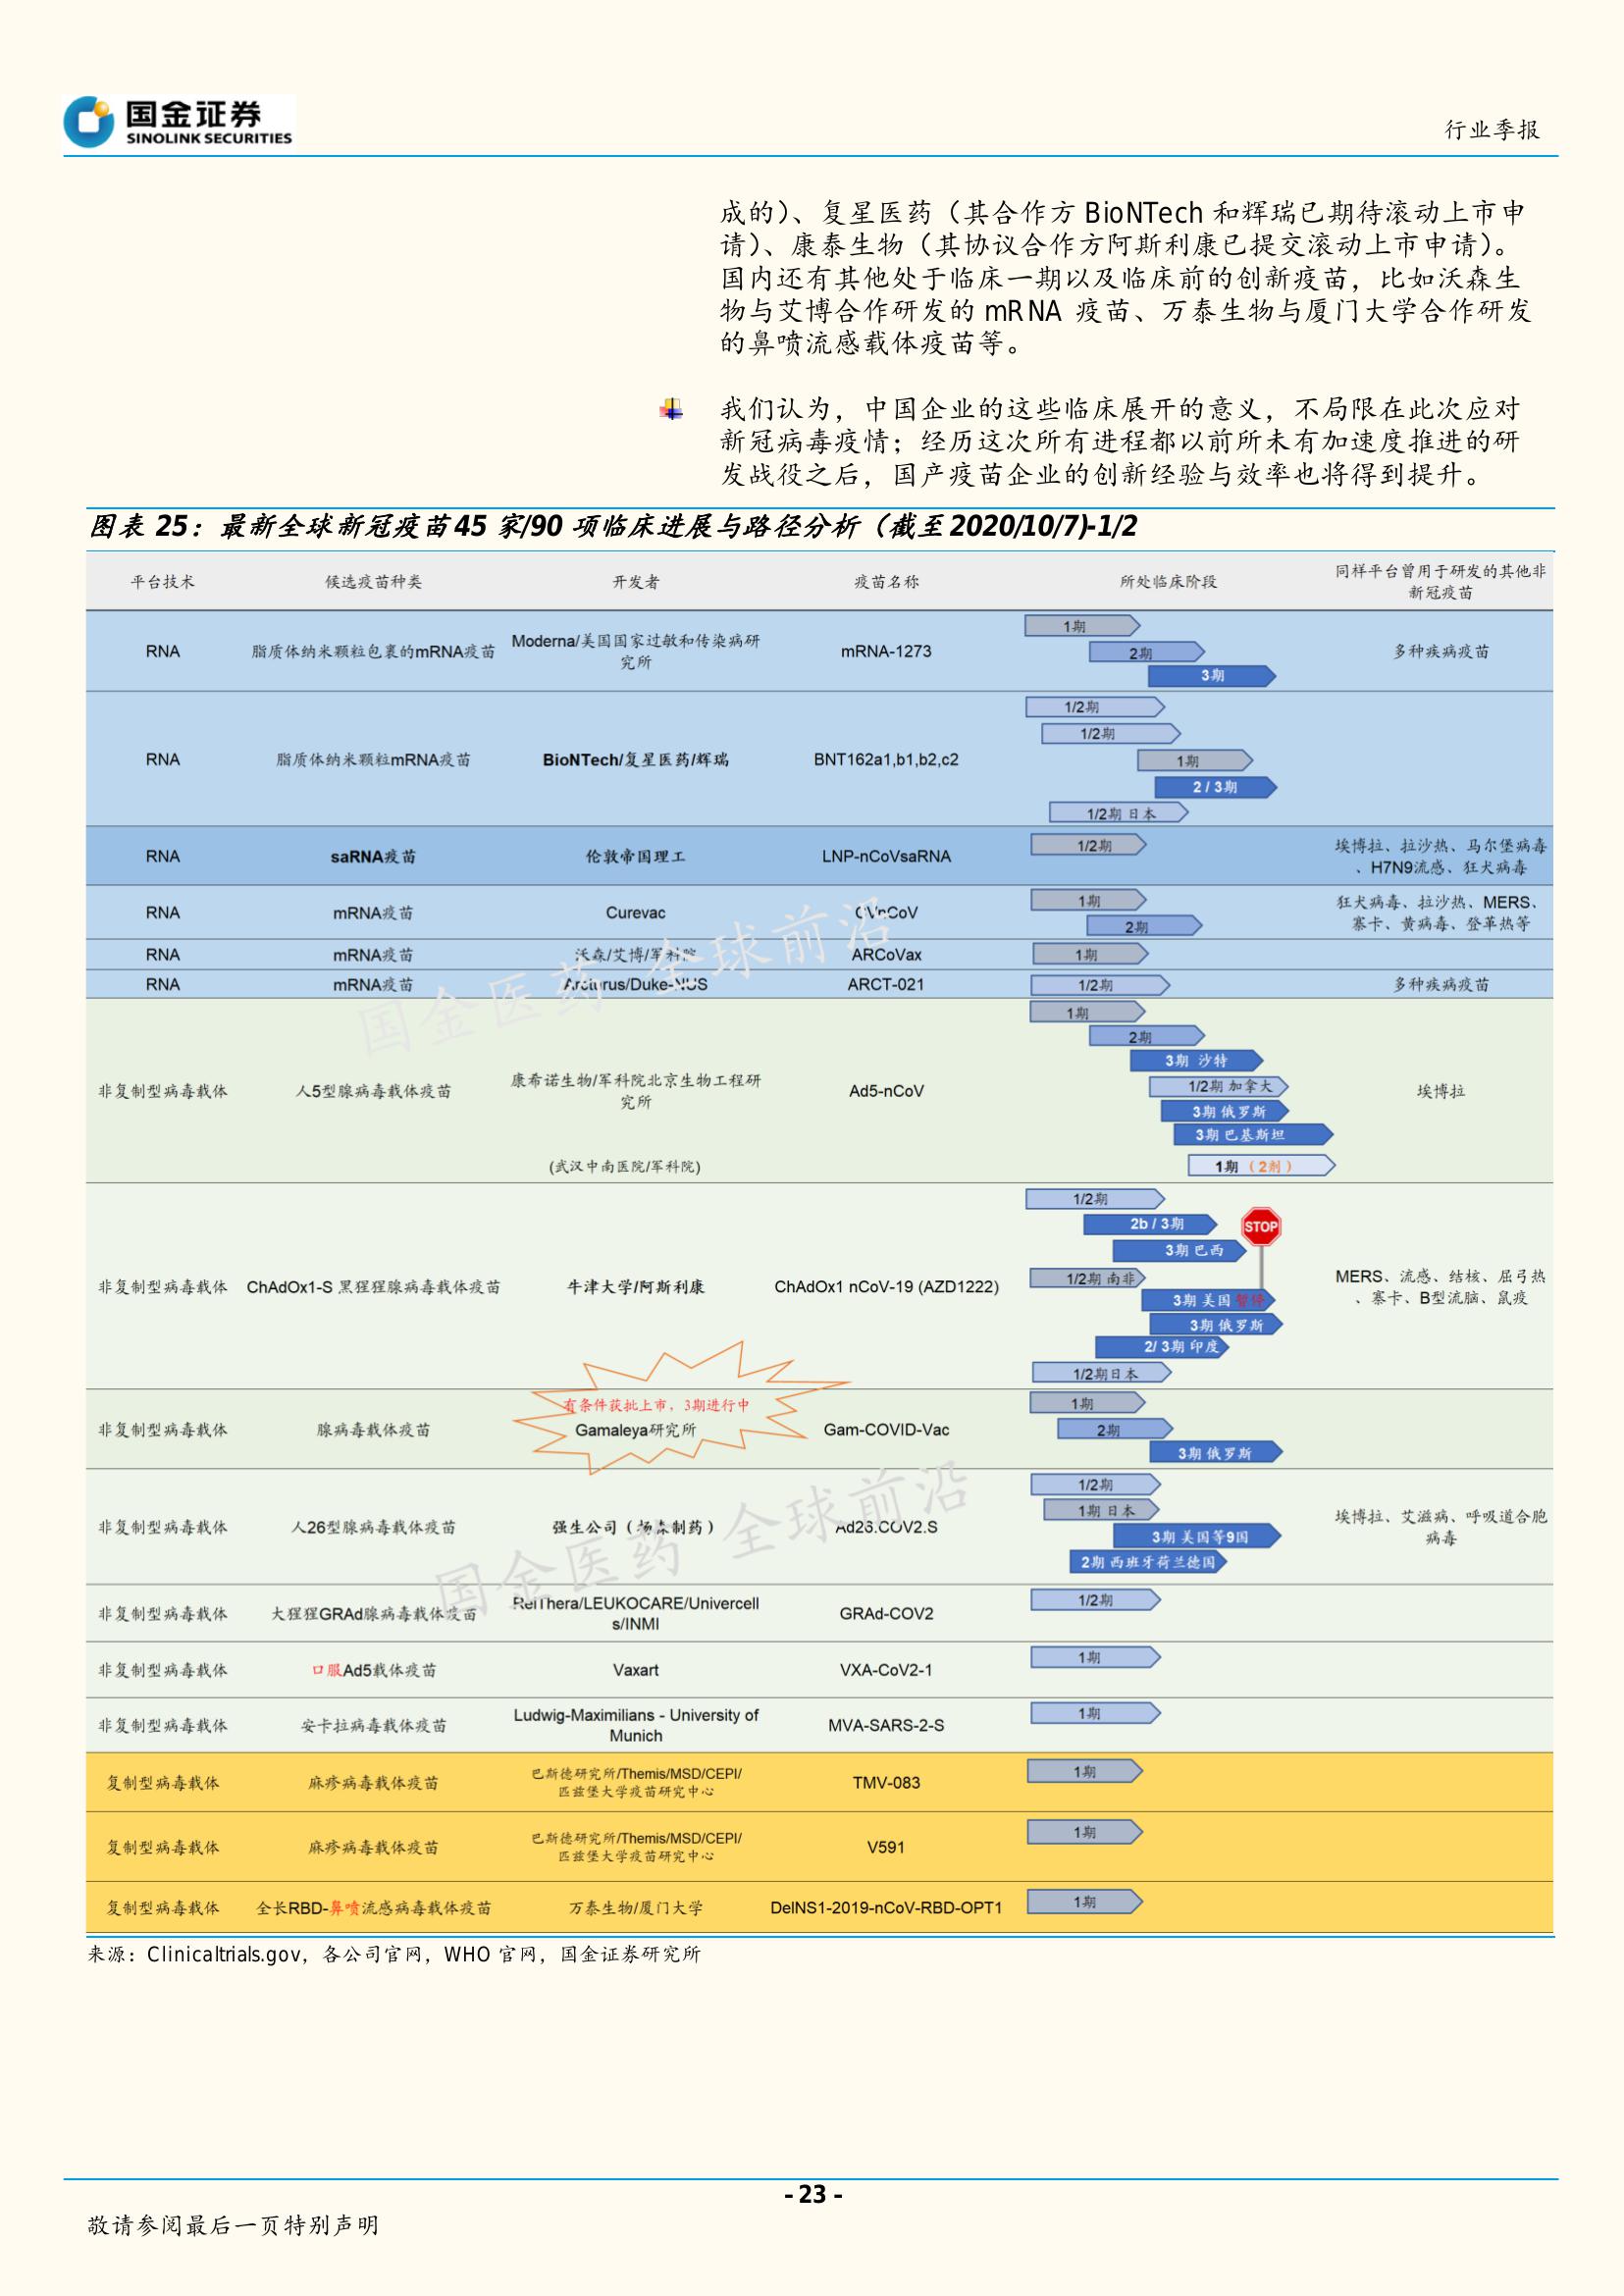 国金证券
SINOLINK SECURITIES
行业季报
成的）、复星医药（其合作方 BioNTech 和辉瑞已期待滚动上市申
请）、康泰生物（其协议合作方阿斯利康已提交滚动上市申请）。
国内还有其他处于临床一期以及临床前的创新疫苗，比如沃森生
物与艾博合作研发的 mRNA 疫苗、万泰生物与厦门大学合作研发
的鼻喷流感载体疫苗等。
我们认为，中国企业的这些临床展开的意义，不局限在此次应对
新冠病毒疫情；经历这次所有进程都以前所未有加速度推进的研
发战役之后，国产疫苗企业的创新经验与效率也将得到提升。
图表 25：最新全球新冠疫苗 45 家/90 项临床进展与路径分析（截至 2020/10/7)-1/2
平台技术 候选疫苗种类 开发者 疫苗名称 所处临床阶段 同样平台曾用于研发的其他非
新冠疫苗
RNA 脂质体纳米颗粒包裹的mRNA疫苗 Moderna/美国国家过敏和传染病研
究所 mRNA-1273 多种疾病疫苗
1期
2期
3期
RNA 脂质体纳米颗粒mRNA疫苗 BioNTech/复星医药/辉瑞 BNT162a1,b1,b2,c2
1/2期
1/2期
1期
2 / 3期
1/2期 日本
RNA saRNA疫苗 伦敦帝国理工 LNP-nCoVsaRNA 1/2期 埃博拉、拉沙热、马尔堡病毒
、H7N9流感、狂犬病毒
RNA mRNA疫苗 Curevac CVnCoV 狂犬病毒、拉沙热、MERS、
寨卡、黄病毒、登革热等
1期
2期
RNA mRNA疫苗 沃森/艾博/军科院 ARCoVax 1期
RNA mRNA疫苗 Arcturus/Duke-NUS ARCT-021 1/2期 多种疾病疫苗
国金医药 全球前沿
非复制型病毒载体 人5型腺病毒载体疫苗 康希诺生物/军科院北京生物工程研
究所 Ad5-nCoV 埃博拉
(武汉中南医院/军科院)
1期
2期
3期 沙特
1/2期 加拿大
3期 俄罗斯
3期 巴基斯坦
1期（2剂）
非复制型病毒载体 ChAdOx1-S 黑猩猩腺病毒载体疫苗 牛津大学/阿斯利康 ChAdOx1 nCoV-19 (AZD1222) MERS、流感、结核、屈弓热
、寨卡、B型流脑、鼠疫
1/2期
2b / 3期
STOP
3期 巴西
1/2期 南非
3期 美国 暂停
3期 俄罗斯
2/ 3期 印度
1/2期日本
有条件获批上市，3期进行中
非复制型病毒载体 腺病毒载体疫苗 Gamaleya研究所 Gam-COVID-Vac
1期
2期
3期 俄罗斯
非复制型病毒载体 人26型腺病毒载体疫苗 强生公司（杨森制药） Ad26.COV2.S 埃博拉、艾滋病、呼吸道合胞
病毒
1/2期
1期 日本
3期 美国等9国
2期 西班牙荷兰德国
国金医药 全球前沿
非复制型病毒载体 大猩猩GRAd腺病毒载体疫苗 ReiThera/LEUKOCARE/Univercell
s/INMI GRAd-COV2 1/2期
非复制型病毒载体 口服Ad5载体疫苗 Vaxart VXA-CoV2-1 1期
非复制型病毒载体 安卡拉病毒载体疫苗 Ludwig-Maximilians - University of
Munich MVA-SARS-2-S 1期
复制型病毒载体 麻疹病毒载体疫苗 巴斯德研究所/Themis/MSD/CEPI/
匹兹堡大学疫苗研究中心 TMV-083 1期
复制型病毒载体 麻疹病毒载体疫苗 巴斯德研究所/Themis/MSD/CEPI/
匹兹堡大学疫苗研究中心 V591 1期
复制型病毒载体 全长RBD-鼻喷流感病毒载体疫苗 万泰生物/厦门大学 DelNS1-2019-nCoV-RBD-OPT1 1期
来源：Clinicaltrials.gov，各公司官网，WHO 官网，国金证券研究所
- 23 -
敬请参阅最后一页特别声明